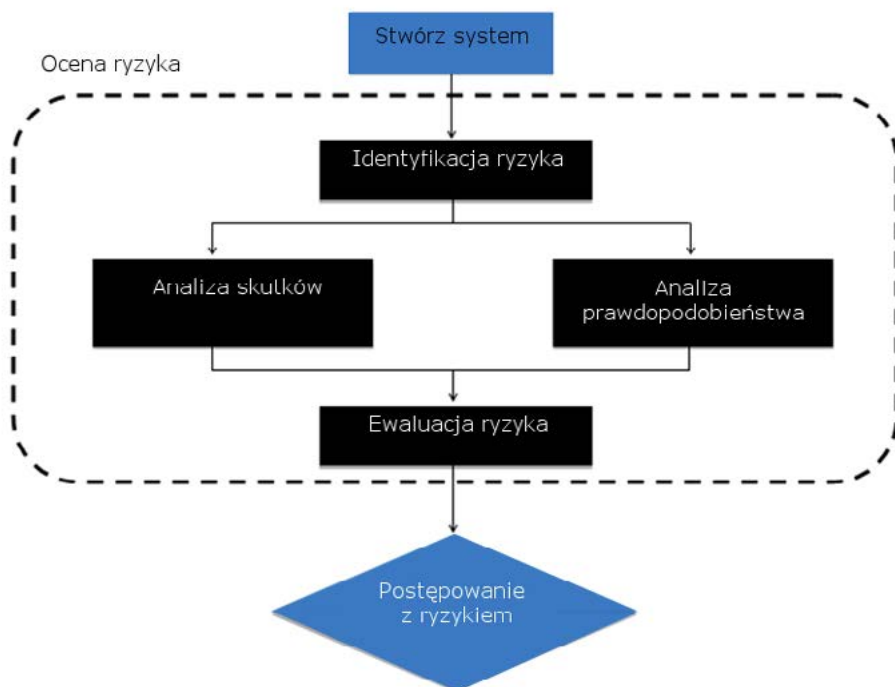 Stwórz system
Ocena ryzyka
Identyfikacja ryzyka
Analiza skutków
Analiza
prawdopodobieństwa
Ewaluacja ryzyka
Postępowanie
z ryzykiem